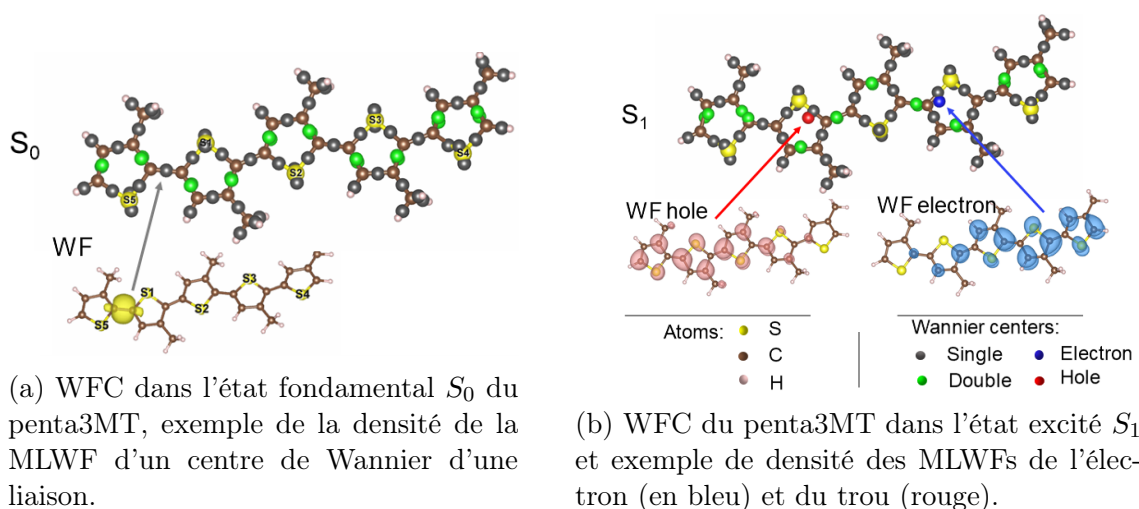 S0
S1
S2
S3
S4
S5
WF
S1
S2
S3
S4
S5
(a) WFC dans l'état fondamental S0 du
penta3MT, exemple de la densité de la
MLWF d'un centre de Wannier d'une
liaison.
S1
WF hole
WF electron
Atoms:
S
C
H
Wannier centers:
Single
Electron
Double
Hole
(b) WFC du penta3MT dans l'état excité S1
et exemple de densité des MLWFs de l'élec-
tron (en bleu) et du trou (rouge).